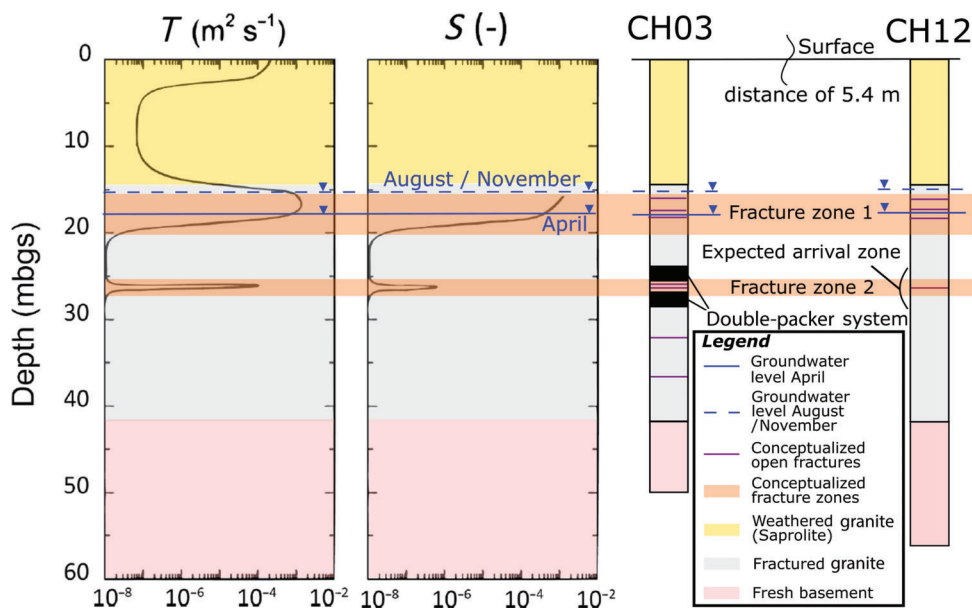 T (m² s⁻¹)
S (-)
CH03
CH12
Surface
distance of 5.4 m
0
10
20
30
40
50
60
Depth (mbgs)
August / November
April
Fracture zone 1
Expected arrival zone
Fracture zone 2
Double-packer system
10⁻⁸
10⁻⁶
10⁻⁴
10⁻²
10⁻⁸
10⁻⁶
10⁻⁴
10⁻²
Legend
Groundwater
level April
Groundwater
level August
/November
Conceptualized
open fractures
Conceptualized
fracture zones
Weathered granite
(Saprolite)
Fractured granite
Fresh basement